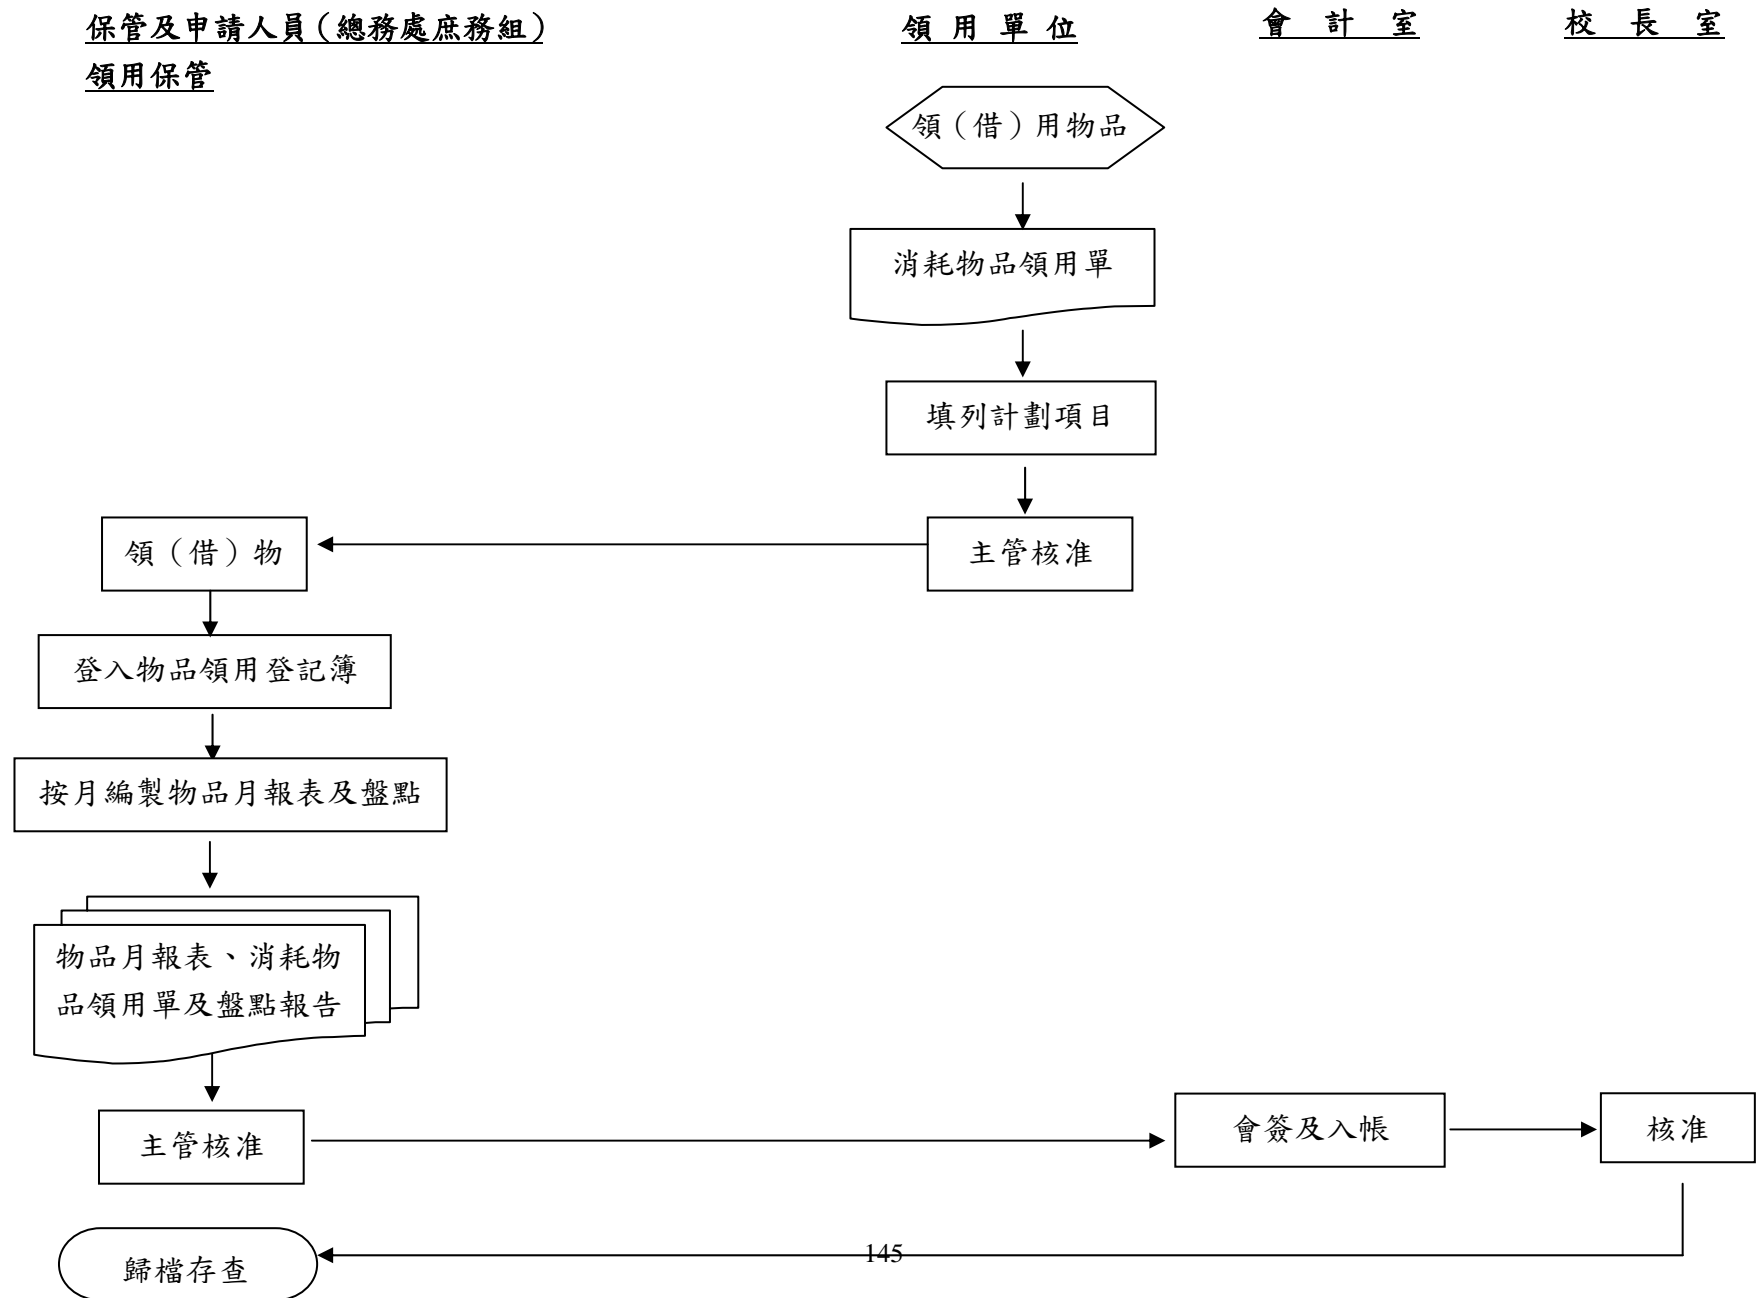 保管及申請人員（總務處庶務組） 領用單位 會計室 校長室
領用保管
領（借）用物品
消耗物品領用單
填列計劃項目
領（借）物
主管核准
登入物品領用登記簿
按月編製物品月報表及盤點
物品月報表、消耗物
品領用單及盤點報告
主管核准
會簽及入帳
核准
歸檔存查
145